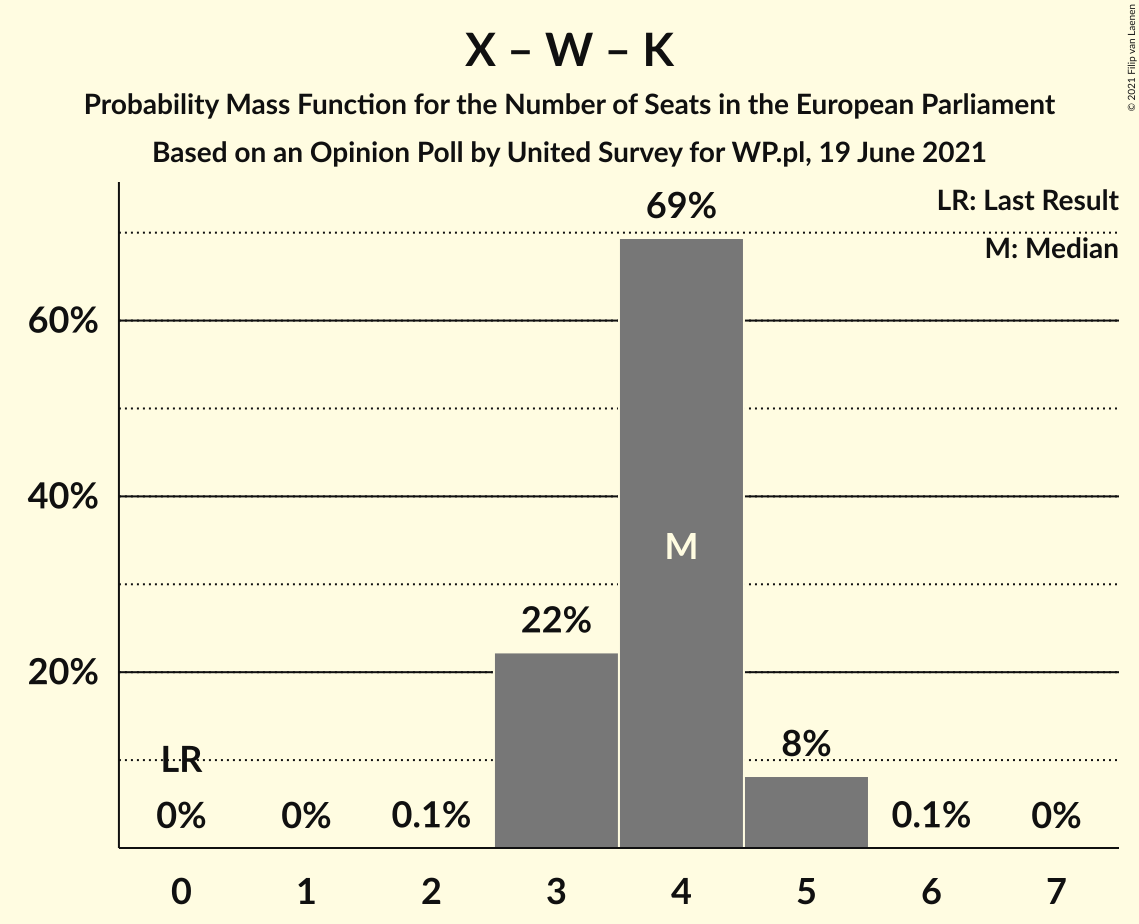 X – W – K
Probability Mass Function for the Number of Seats in the European Parliament
Based on an Opinion Poll by United Survey for WP.pl, 19 June 2021
© 2021 Filip van Laenen
LR: Last Result
M: Median
69%
60%
40%
M
22%
20%
LR
8%
0% 0% 0.1% 0.1% 0%
0 1 2 3 4 5 6 7